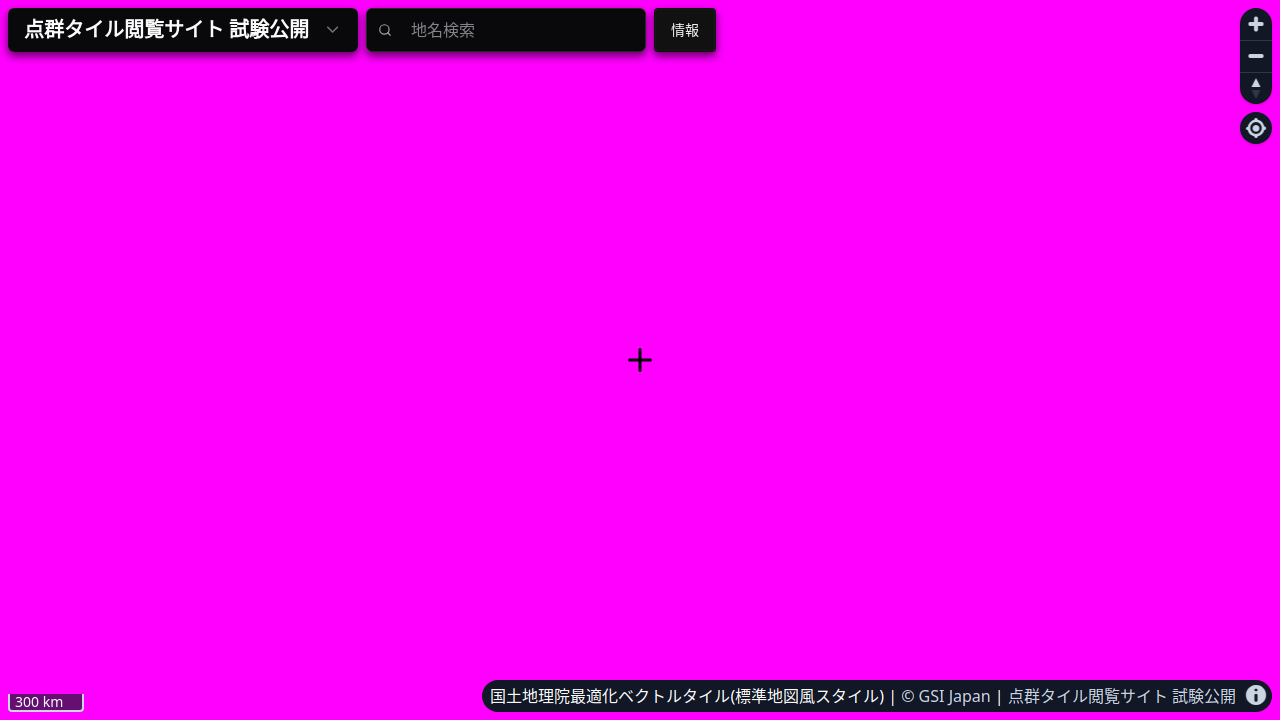 点群タイル閲覧サイト 試験公開
地名検索
情報
300 km
国土地理院最適化ベクトルタイル(標準地図風スタイル) | © GSI Japan | 点群タイル閲覧サイト 試験公開